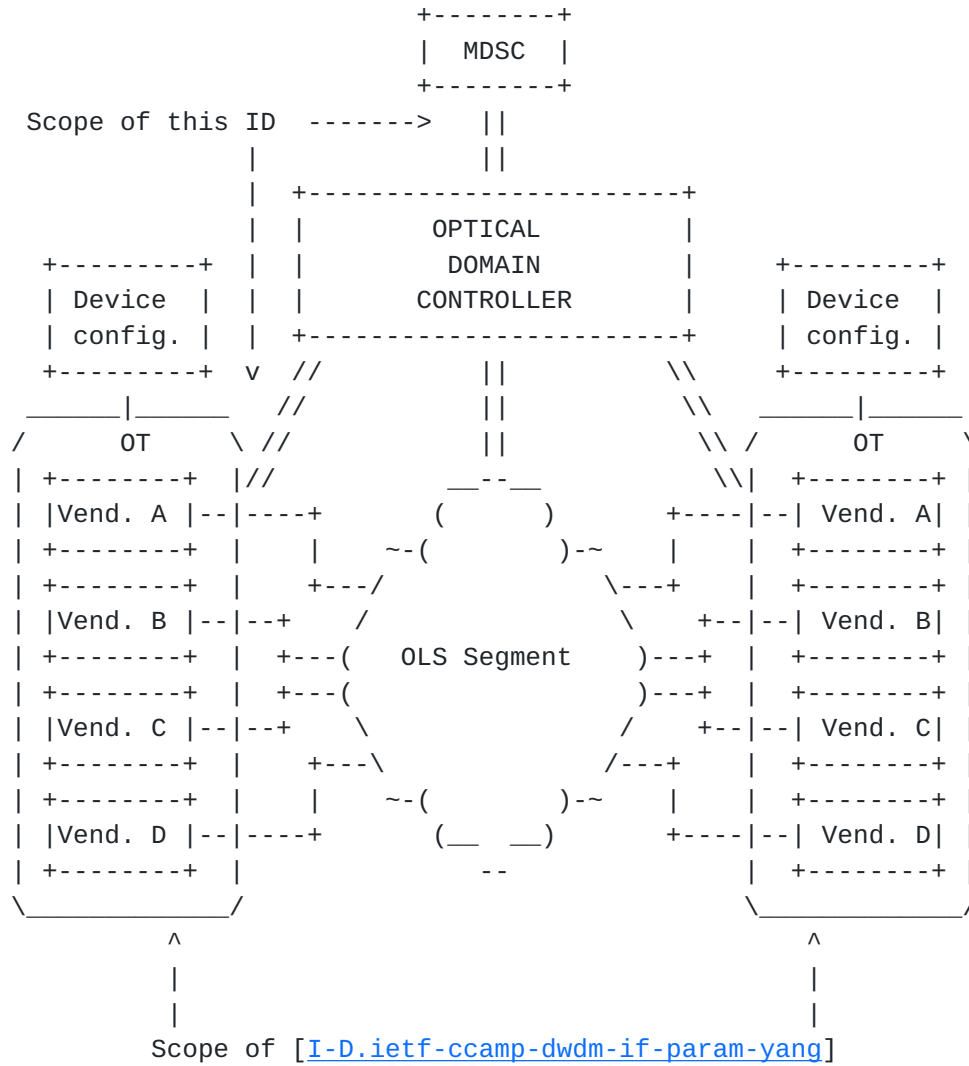 MDSC
Scope of this ID
OPTICAL
DOMAIN
CONTROLLER
Device
config.
Device
config.
OT
OT
Vend. A
Vend. A
Vend. B
Vend. B
OLS Segment
Vend. C
Vend. C
Vend. D
Vend. D
Scope of [I-D.ietf-ccamp-dwdm-if-param-yang]